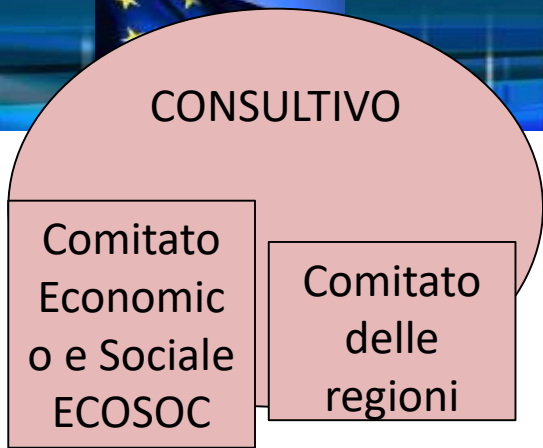 CONSULTIVO
Comitato
Economic
o e Sociale
ECOSOC
Comitato
delle
regioni